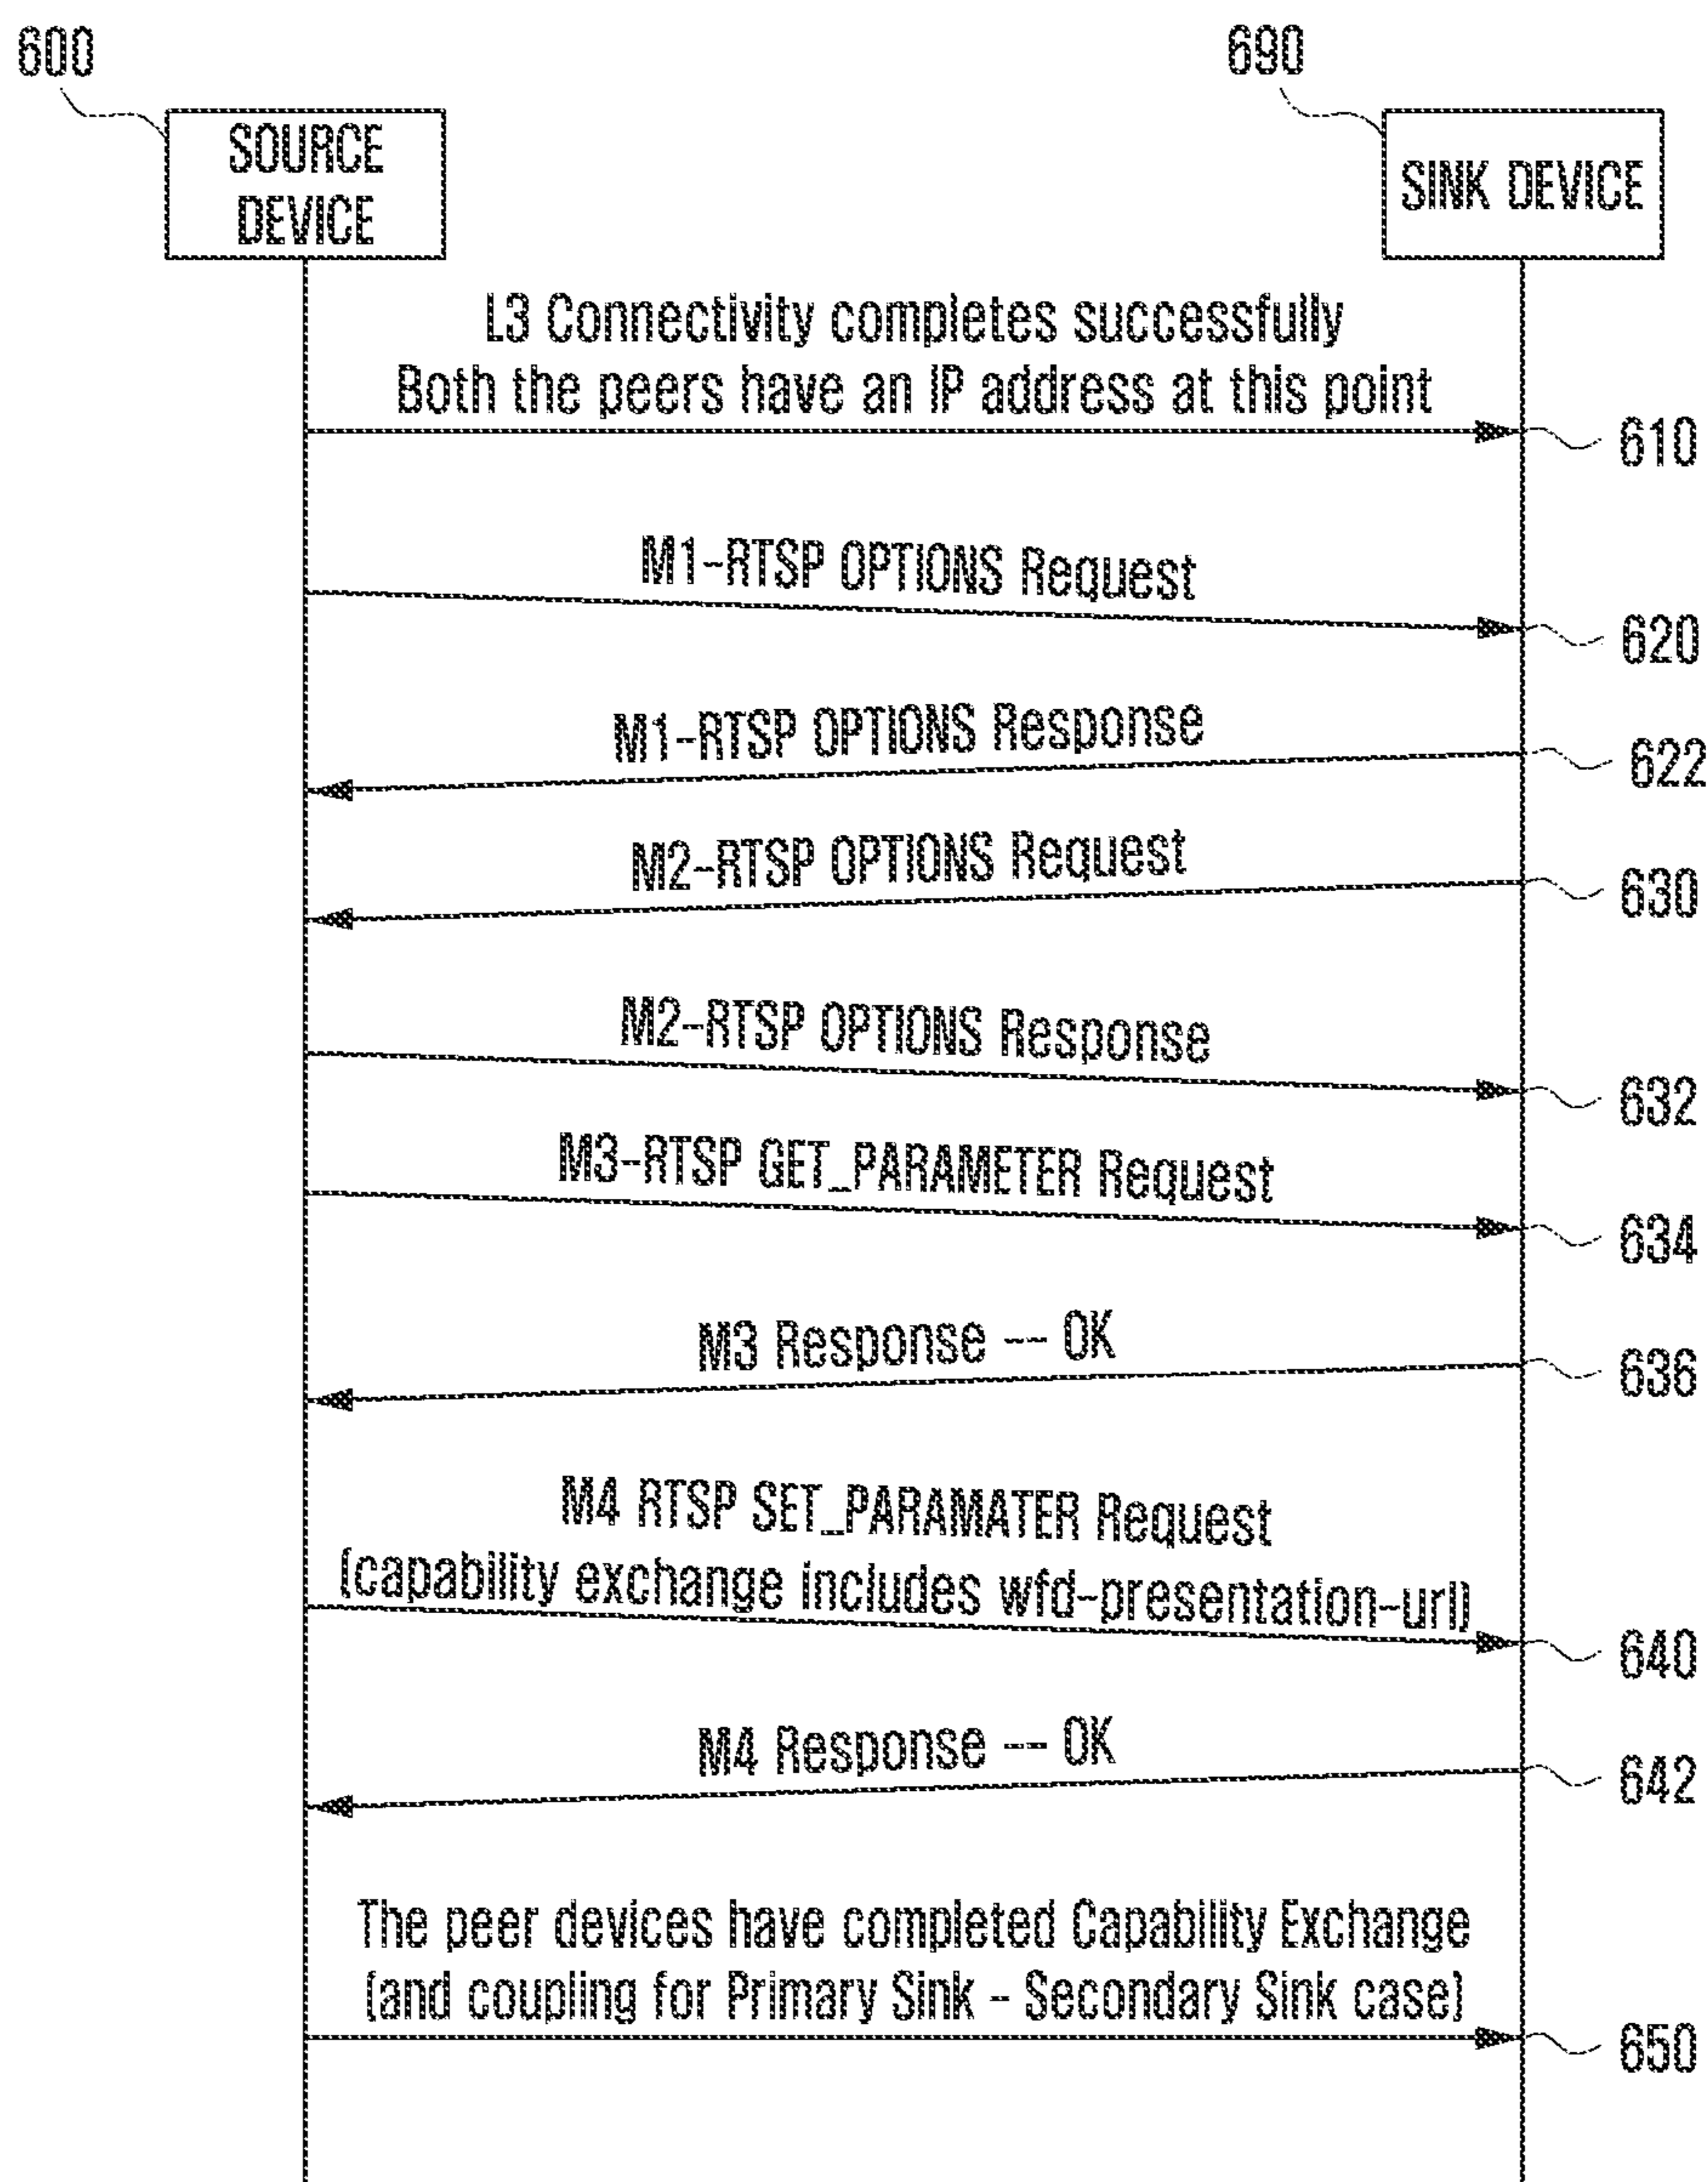 600
690
SOURCE
DEVICE
SINK DEVICE
L3 Connectivity completes successfully
Both the peers have an IP address at this point
610
M1-RTSP OPTIONS Request
620
M1-RTSP OPTIONS Response
622
M2-RTSP OPTIONS Request
630
M2-RTSP OPTIONS Response
632
M3-RTSP GET_PARAMETER Request
634
M3 Response -- OK
636
M4 RTSP SET_PARAMATER Request
(capability exchange includes wfd-presentation-url)
640
M4 Response -- OK
642
The peer devices have completed Capability Exchange
(and coupling for Primary Sink - Secondary Sink case)
650